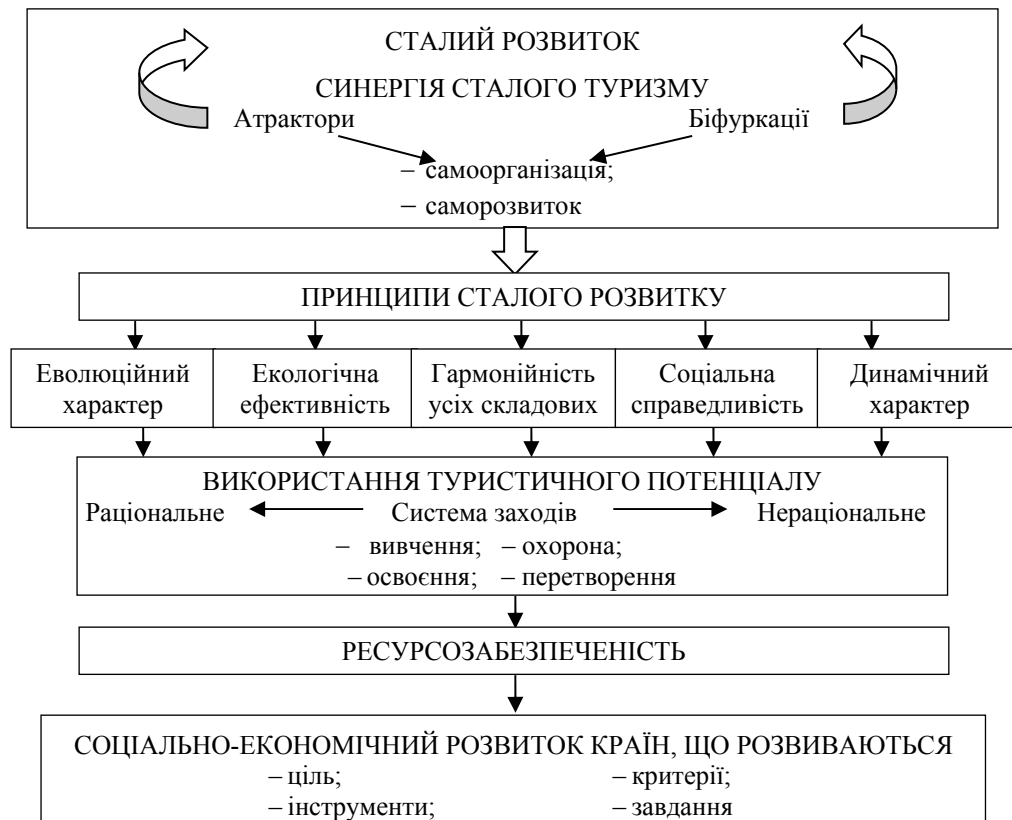 СТАЛИЙ РОЗВИТОК
СИНЕРГІЯ СТАЛОГО ТУРИЗМУ
Атрактори Біфуркації
– самоорганізація;
– саморозвиток
ПРИНЦИПИ СТАЛОГО РОЗВИТКУ
Еволюційний
характер
Екологічна
ефективність
Гармонійність
усіх складових
Соціальна
справедливість
Динамічний
характер
ВИКОРИСТАННЯ ТУРИСТИЧНОГО ПОТЕНЦІАЛУ
Раціональне Система заходів Нераціональне
– вивчення; – охорона;
– освоєння; – перетворення
РЕСУРСОЗАБЕЗПЕЧЕНІСТЬ
СОЦІАЛЬНО-ЕКОНОМІЧНИЙ РОЗВИТОК КРАЇН, ЩО РОЗВИВАЮТЬСЯ
– ціль; – критерії;
– інструменти; – завдання